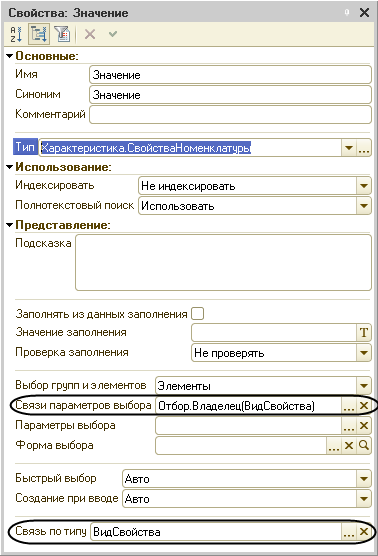 Свойства: Значение
Основные:
Имя Значение
Синоним Значение
Комментарий
Тип Характеристика.СвойстваНоменклатуры
Использование:
Индексировать Не индексировать
Полнотекстовый поиск Использовать
Представление:
Подсказка
Заполнять из данных заполнения
Значение заполнения T
Проверка заполнения Не проверять
Выбор групп и элементов Элементы
Связи параметров выбора Отбор.Владелец(ВидСвойства) ...
Параметры выбора ...
Форма выбора ...
Быстрый выбор Авто
Создание при вводе Авто
Связь по типу ВидСвойства ...